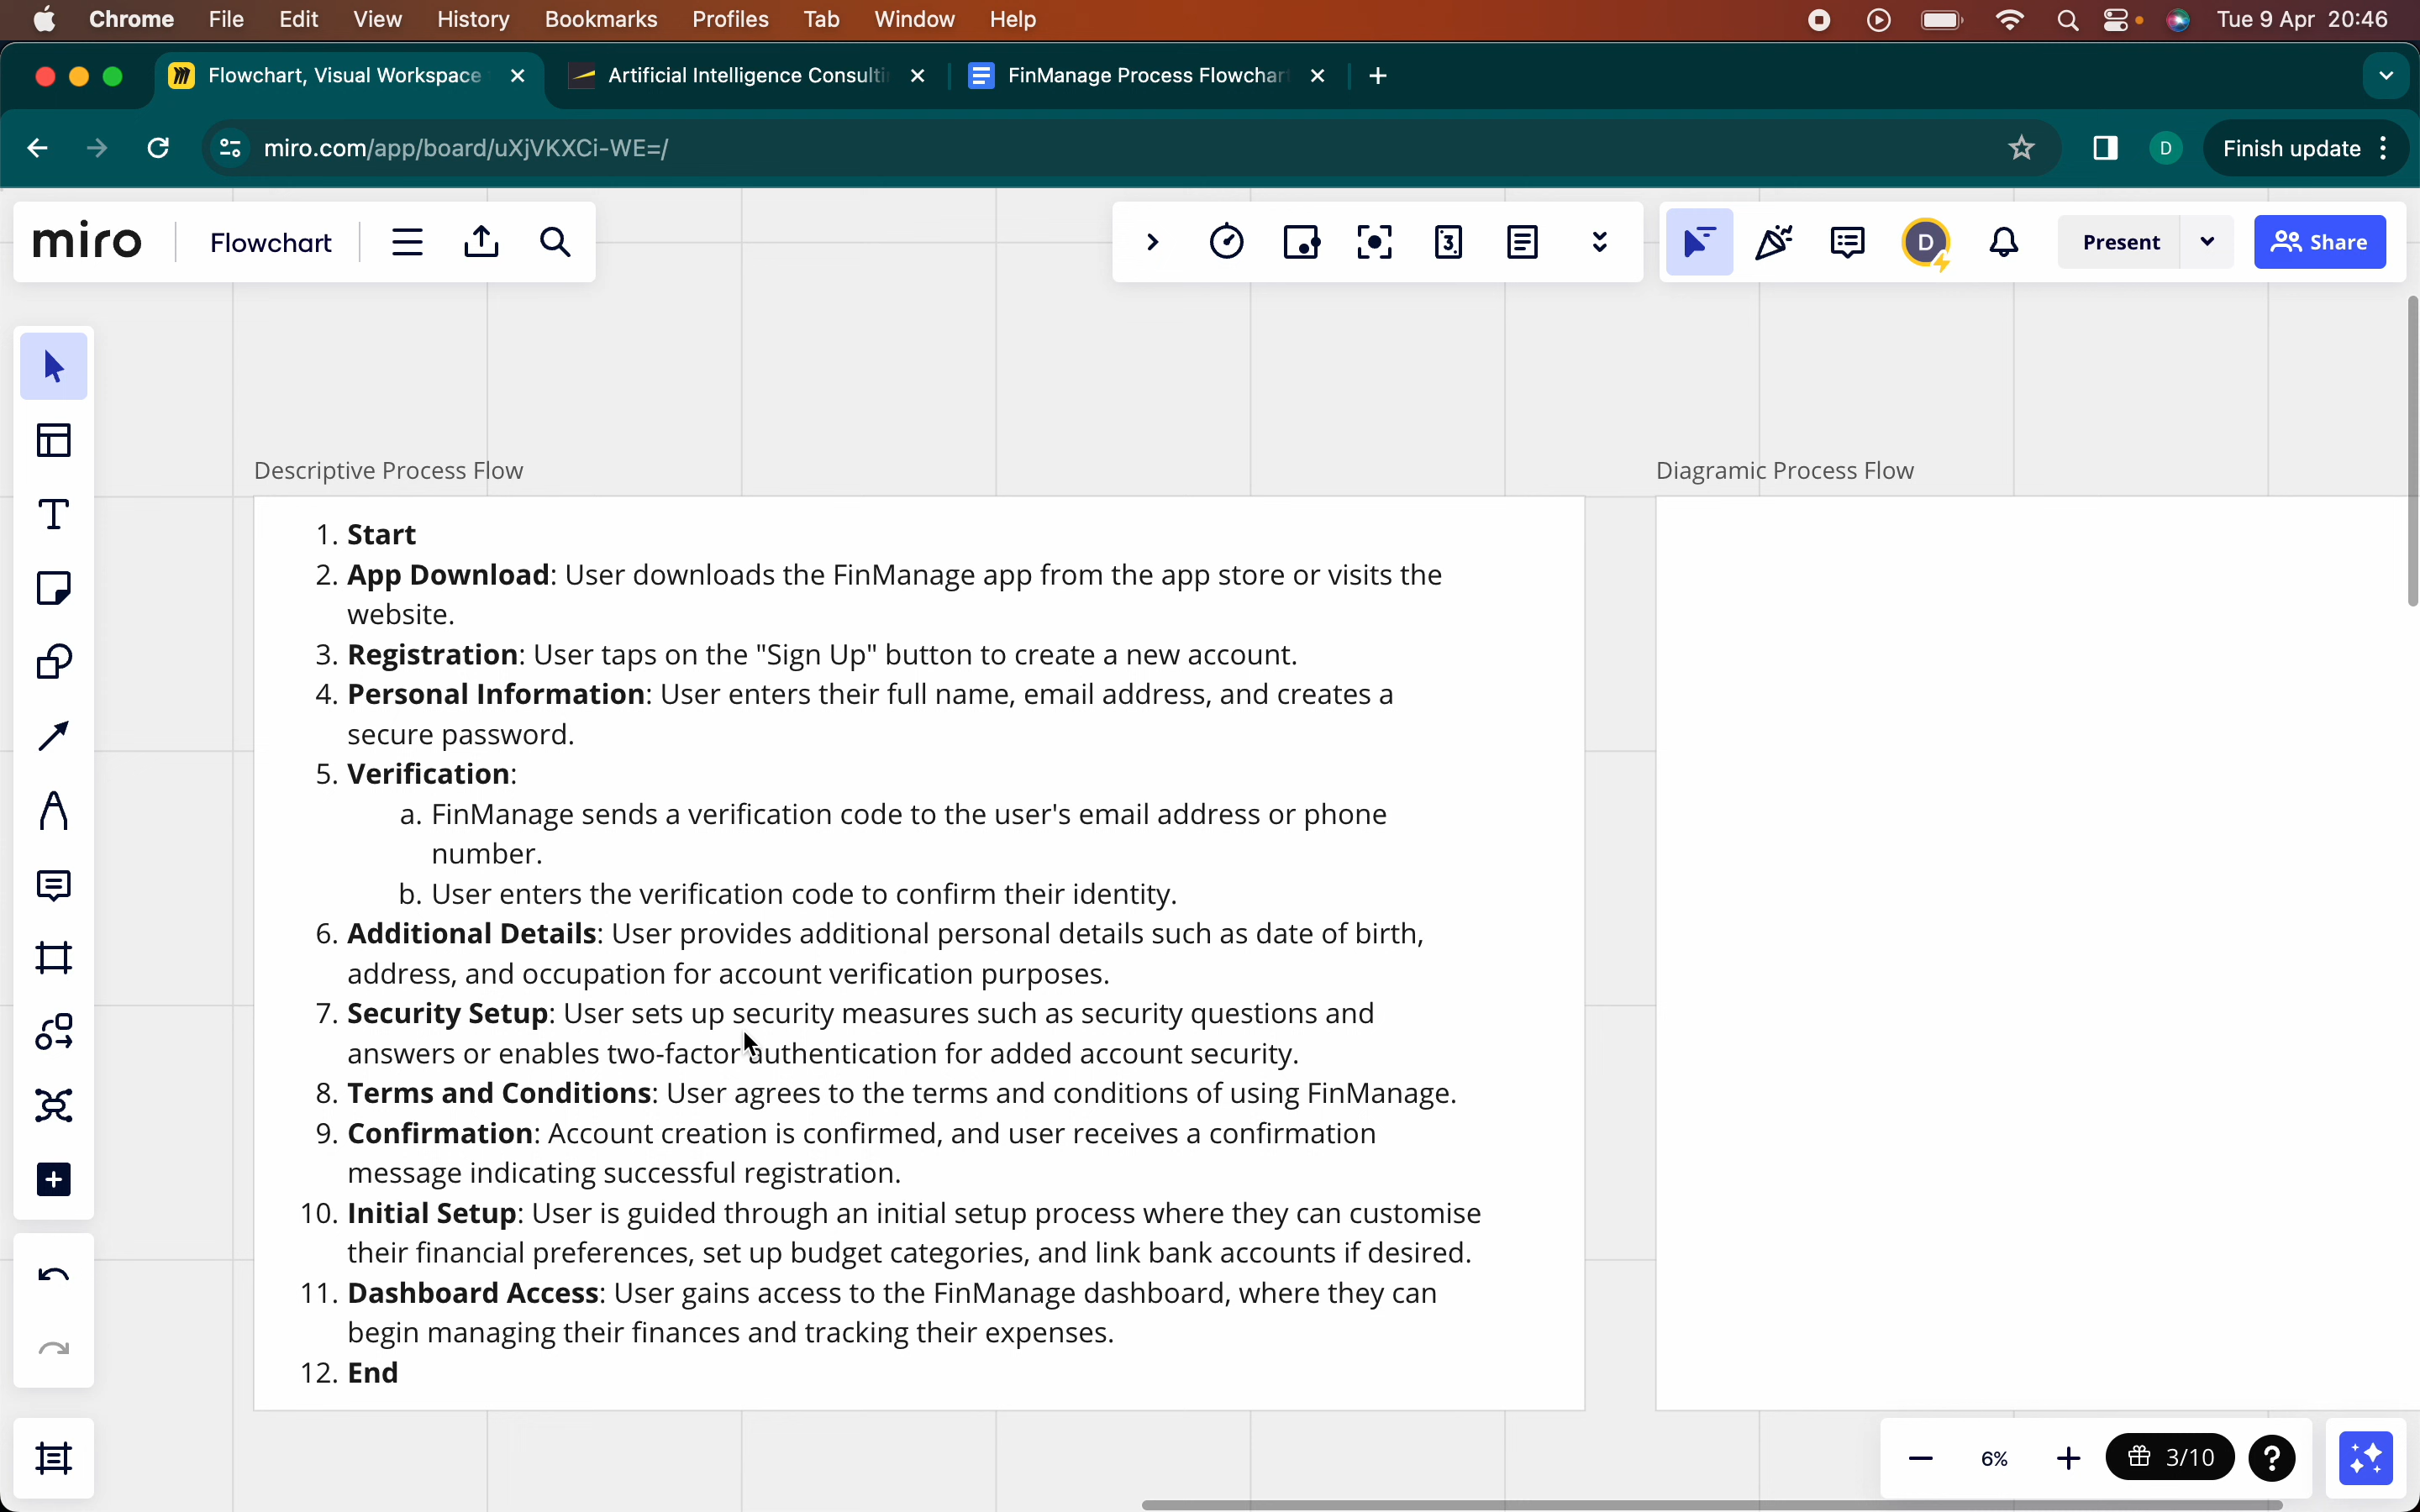 Chrome File Edit View History Bookmarks Profiles Tab Window Help Tue 9 Apr 20:46
Flowchart, Visual Workspace Artificial Intelligence Consulti FinManage Process Flowchar
miro.com/app/board/uXjVKXCi-WE=/ D Finish update
miro Flowchart 3 D Present Share
Descriptive Process Flow Diagramic Process Flow
1. Start
2. App Download: User downloads the FinManage app from the app store or visits the
website.
3. Registration: User taps on the "Sign Up" button to create a new account.
4. Personal Information: User enters their full name, email address, and creates a
secure password.
5. Verification:
a. FinManage sends a verification code to the user's email address or phone
number.
b. User enters the verification code to confirm their identity.
6. Additional Details: User provides additional personal details such as date of birth,
address, and occupation for account verification purposes.
7. Security Setup: User sets up security measures such as security questions and
answers or enables two-factor authentication for added account security.
8. Terms and Conditions: User agrees to the terms and conditions of using FinManage.
9. Confirmation: Account creation is confirmed, and user receives a confirmation
message indicating successful registration.
10. Initial Setup: User is guided through an initial setup process where they can customise
their financial preferences, set up budget categories, and link bank accounts if desired.
11. Dashboard Access: User gains access to the FinManage dashboard, where they can
begin managing their finances and tracking their expenses.
12. End
6% 3/10 ?